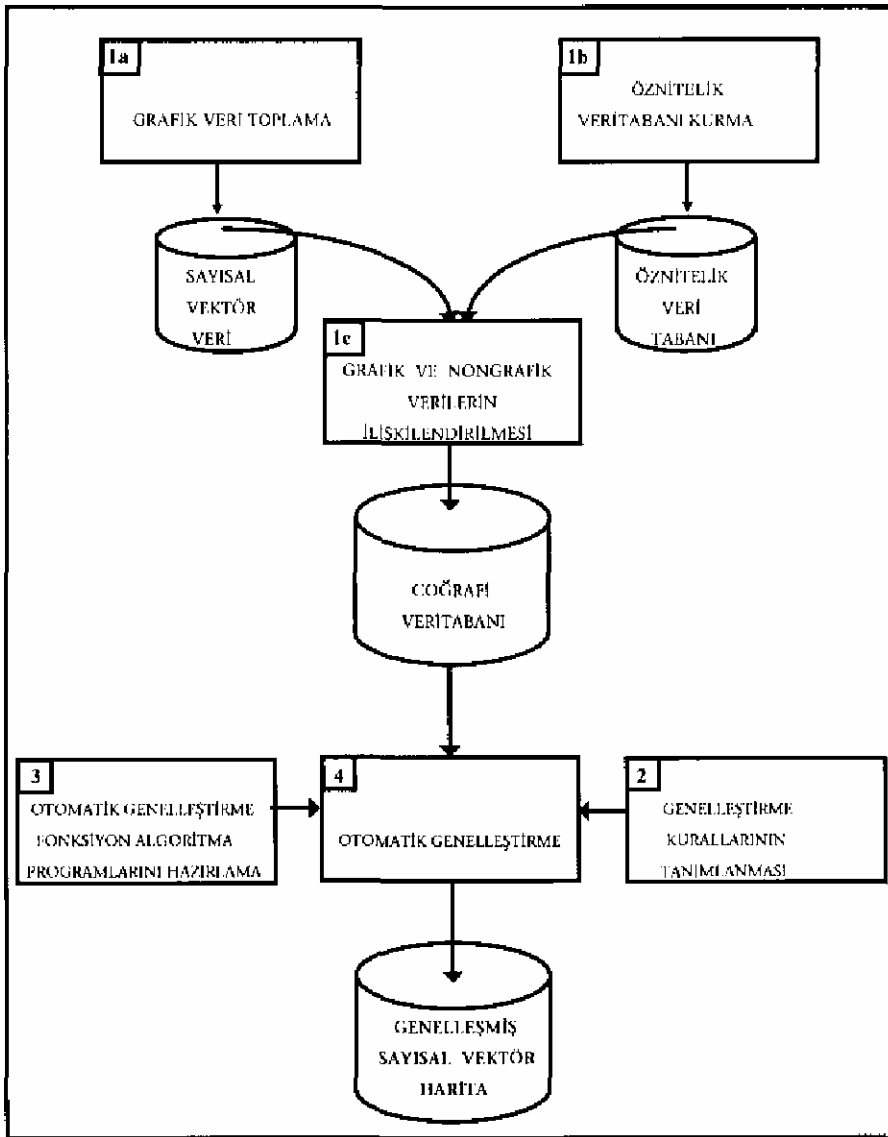 1a
GRAFİK VERİ TOPLAMA
1b
ÖZNİTELİK
VERİTABANI KURMA
SAYISAL
VEKTÖR
VERİ
ÖZNİTELİK
VERİ
TABANI
1c
GRAFİK VE NONGRAFİK
VERİLERİN
İLİŞKİLENDİRİLMESİ
COĞRAFİ
VERİTABANI
3
OTOMATİK GENELLEŞTİRME
FONKSİYON ALGORİTMA
PROGRAMLARINI HAZIRLAMA
4
OTOMATİK GENELLEŞTİRME
2
GENELLEŞTİRME
KURALLARININ
TANIMLANMASI
GENELLEŞMİŞ
SAYISAL VEKTÖR
HARİTA